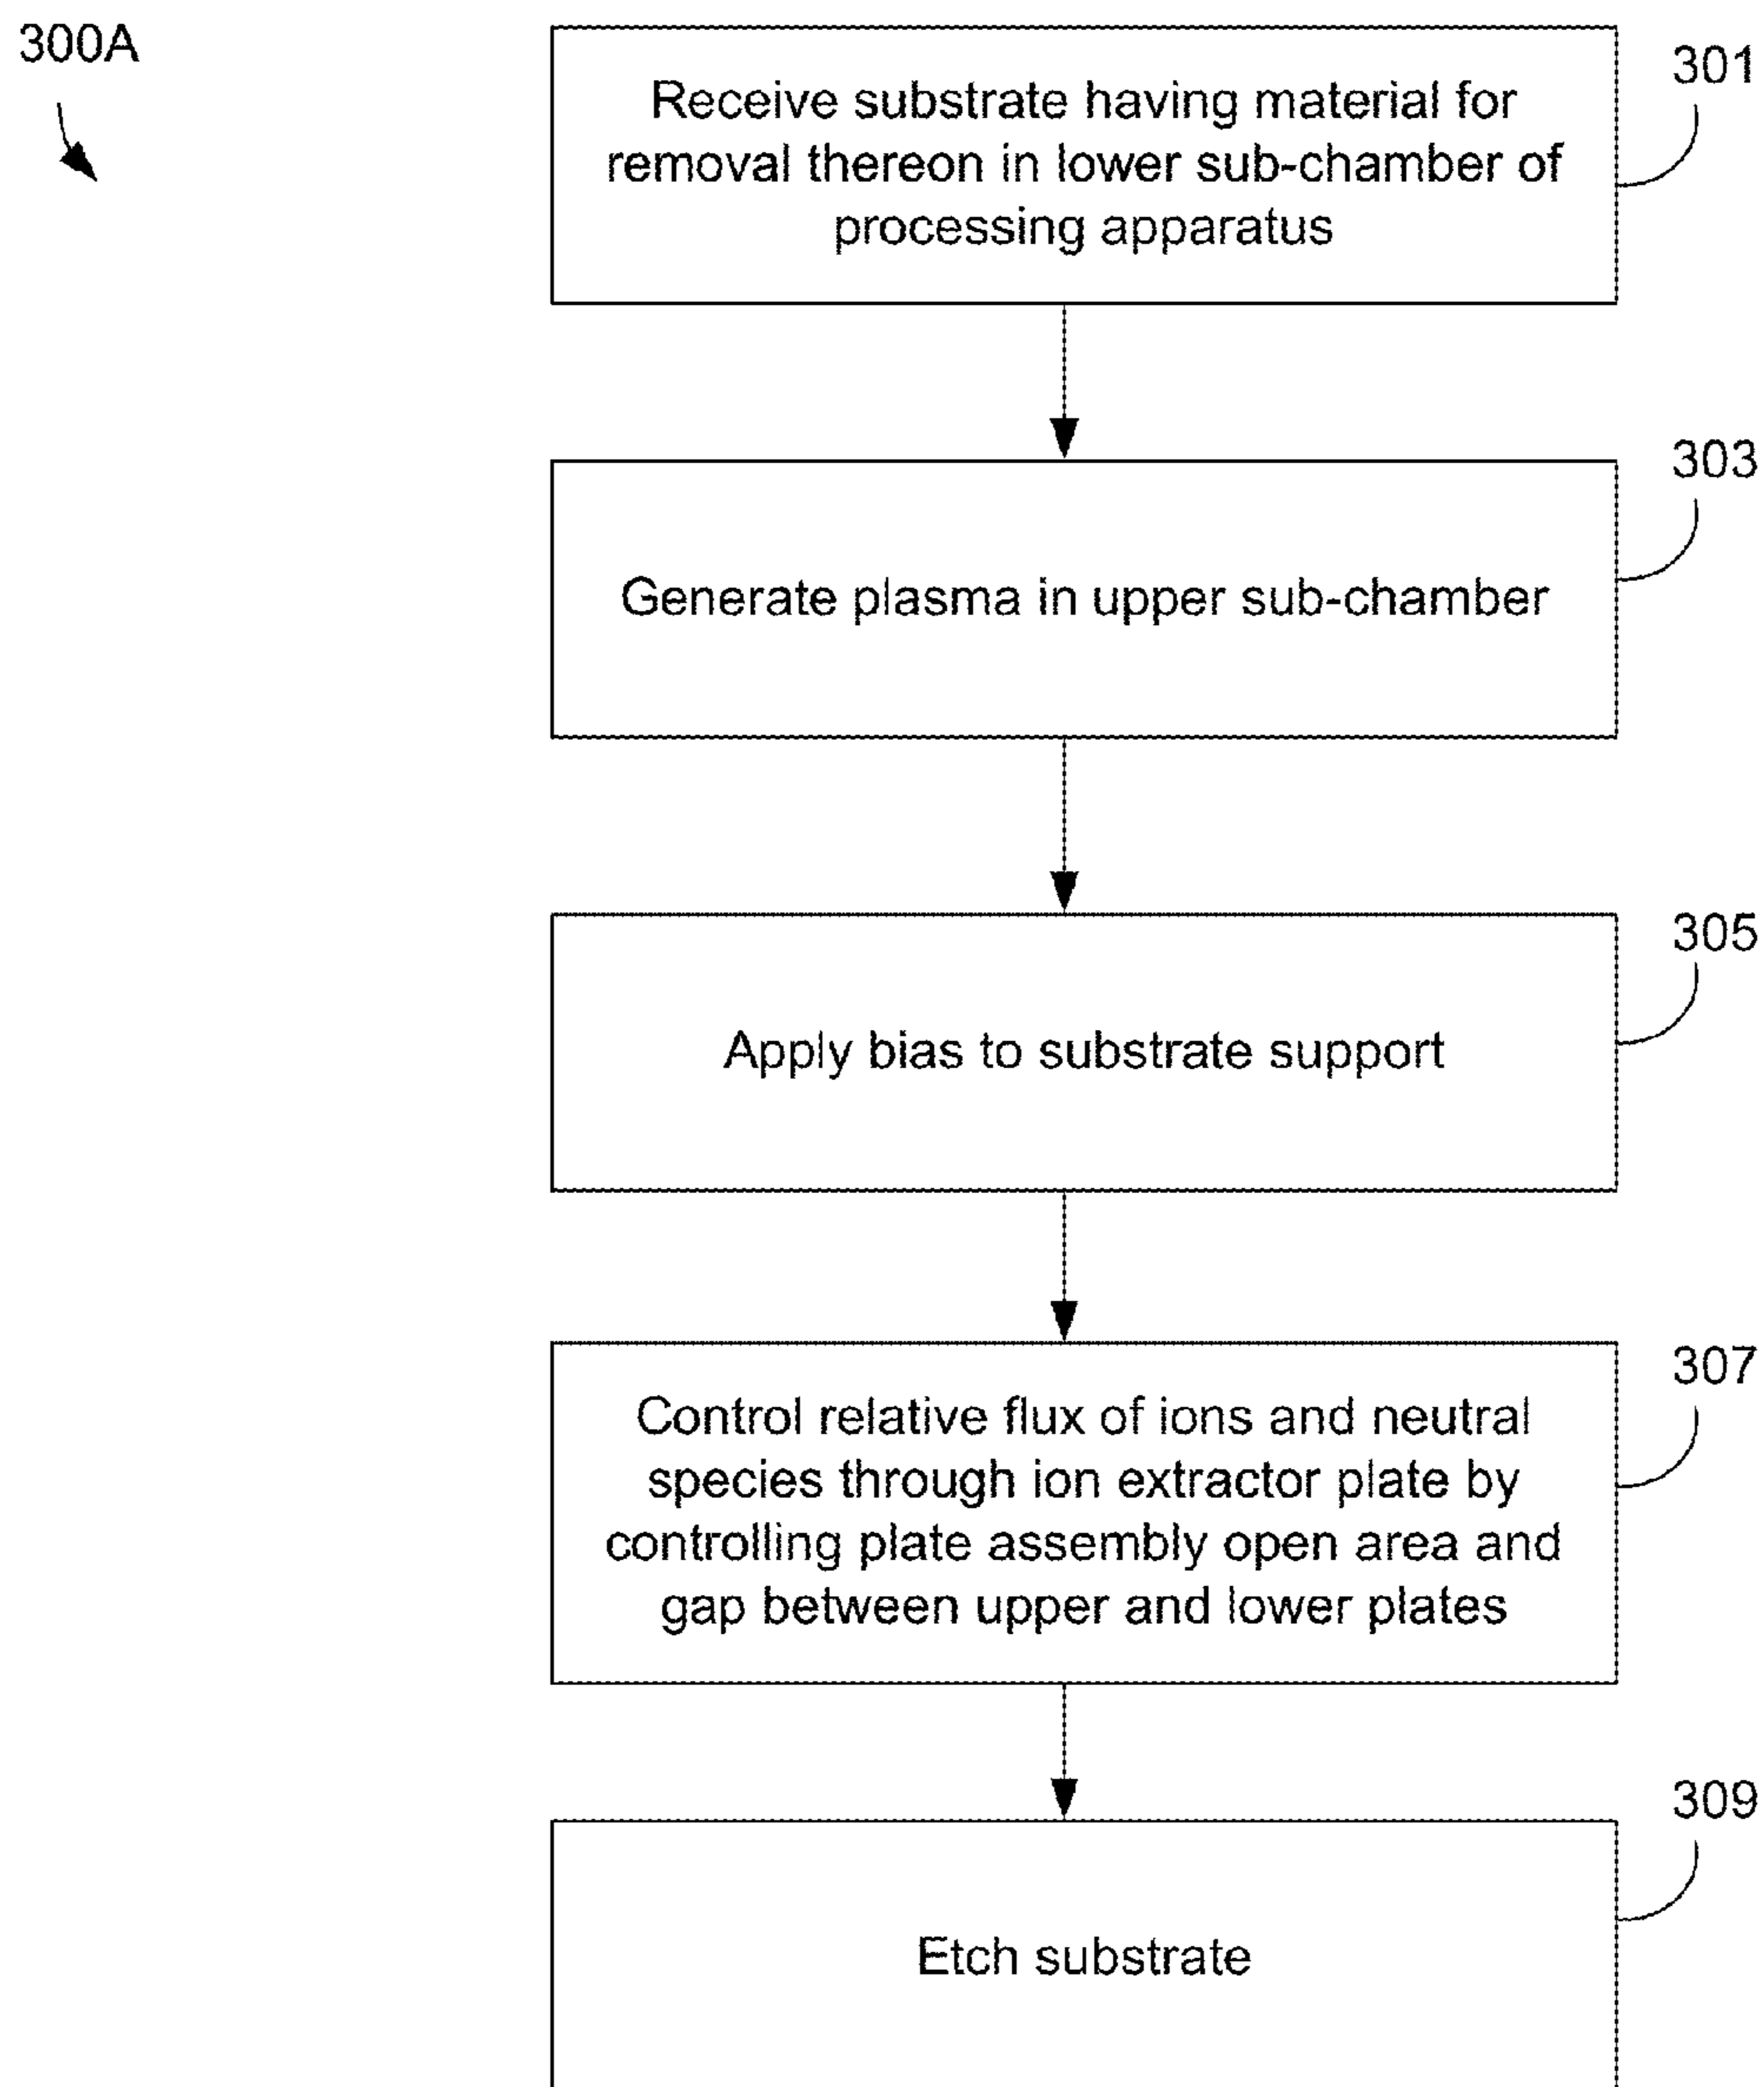 300A
301
Receive substrate having material for
removal thereon in lower sub-chamber of
processing apparatus
303
Generate plasma in upper sub-chamber
305
Apply bias to substrate support
307
Control relative flux of ions and neutral
species through ion extractor plate by
controlling plate assembly open area and
gap between upper and lower plates
309
Etch substrate